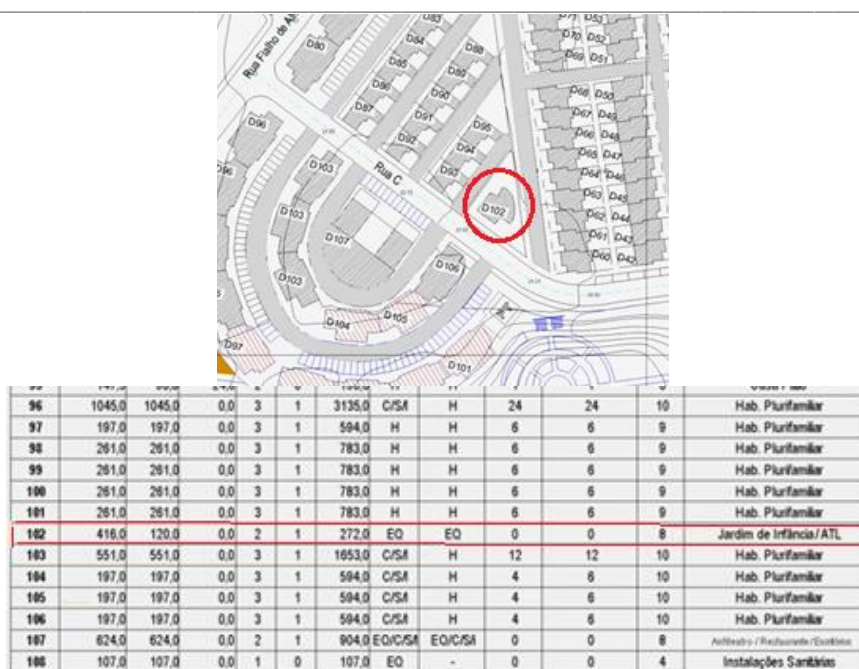 Rua Fialho de
D80
D83
D84
D85
D86
D87
D88
D89
D90
D91
D92
D95
D94
D93
D53
D70 D52
D69 D51
D68 D50
D67 D49
D66 D48
D65 D47
D64 D46
D63 D45
D62 D44
D61 D43
D60 D42
D96
Rua C
D103
D102
D103
D107
D103
D106
D104
D105
D97
D101
96 1045,0 1045,0 0,0 3 1 3135,0 C/S/I H 24 24 10 Hab. Plurifamiliar
97 197,0 197,0 0,0 3 1 594,0 H H 6 6 9 Hab. Plurifamiliar
98 261,0 261,0 0,0 3 1 783,0 H H 6 6 9 Hab. Plurifamiliar
99 261,0 261,0 0,0 3 1 783,0 H H 6 6 9 Hab. Plurifamiliar
100 261,0 261,0 0,0 3 1 783,0 H H 6 6 9 Hab. Plurifamiliar
101 261,0 261,0 0,0 3 1 783,0 H H 6 6 9 Hab. Plurifamiliar
102 416,0 120,0 0,0 2 1 272,0 EQ EQ 0 0 8 Jardim de Infância/ATL
103 551,0 551,0 0,0 3 1 1653,0 C/S/I H 12 12 10 Hab. Plurifamiliar
104 197,0 197,0 0,0 3 1 594,0 C/S/I H 4 6 10 Hab. Plurifamiliar
105 197,0 197,0 0,0 3 1 594,0 C/S/I H 4 6 10 Hab. Plurifamiliar
106 197,0 197,0 0,0 3 1 594,0 C/S/I H 4 6 10 Hab. Plurifamiliar
107 624,0 624,0 0,0 2 1 904,0 EQ/C/S/I EQ/C/S/I 0 0 8 Anfiteatro / Restaurante / Escritórios
108 107,0 107,0 0,0 1 0 107,0 EQ - 0 0 4 Instalações Sanitárias